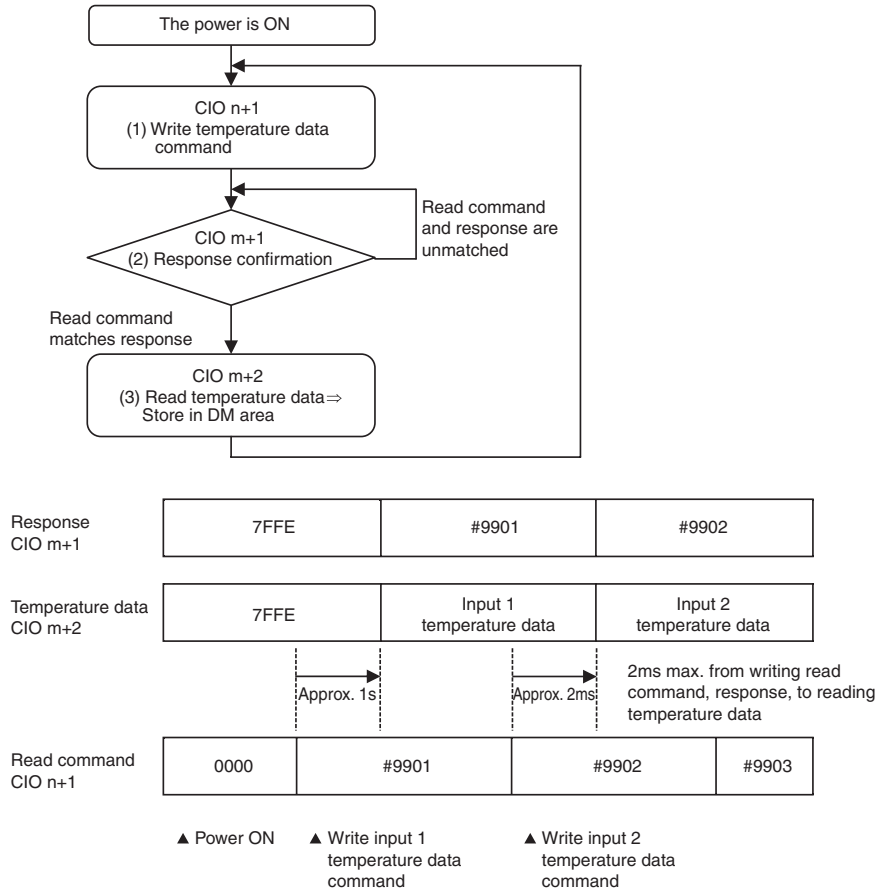 The power is ON
CIO n+1
(1) Write temperature data
command
CIO m+1
(2) Response confirmation
Read command
and response are
unmatched
Read command
matches response
CIO m+2
(3) Read temperature data⇒
Store in DM area
Response
CIO m+1
7FFE
#9901
#9902
Temperature data
CIO m+2
7FFE
Input 1
temperature data
Input 2
temperature data
Approx. 1s
Approx. 2ms
2ms max. from writing read
command, response, to reading
temperature data
Read command
CIO n+1
0000
#9901
#9902
#9903
▲ Power ON
▲ Write input 1
temperature data
command
▲ Write input 2
temperature data
command